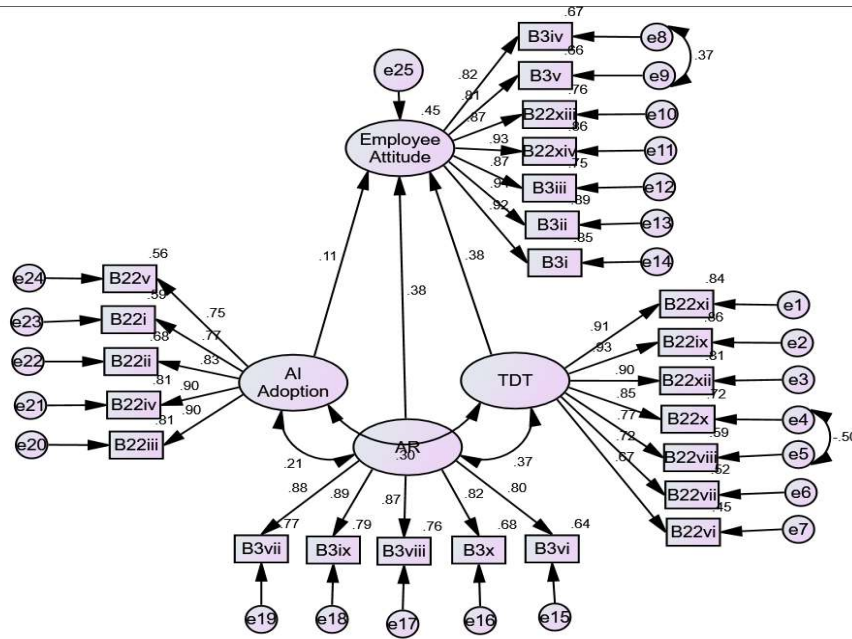 .67
B3iv
e8
.37
.82
.66
B3v
e9
e25
.81
.76
.45
.87
B22xiii
e10
Employee
Attitude
.86
.93
B22xiv
e11
.87
.75
B3iii
e12
.94
.89
B3ii
e13
.92
.85
B3i
e14
.11
.38
.38
.56
e24
B22v
.75
.59
e23
B22i
.77
.68
e22
B22ii
.83
.81
e21
B22iv
.90
.81
e20
B22iii
.90
AI
Adoption
TDT
AR
.30
.21
.37
.84
.91
B22xi
e1
.86
.93
B22ix
e2
.81
.90
B22xii
e3
.72
.85
B22x
e4
.59
.77
B22viii
e5
-.50
.52
.72
B22vii
e6
.45
.67
B22vi
e7
.88
.89
.87
.82
.80
.77
.79
.76
.68
.64
B3vii
B3ix
B3viii
B3x
B3vi
e19
e18
e17
e16
e15